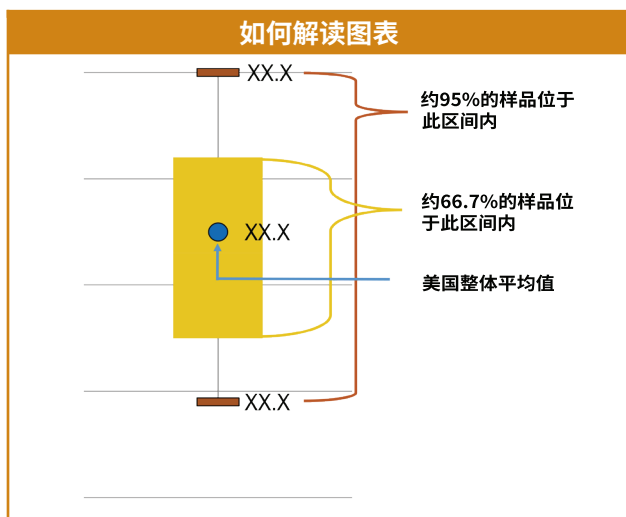 如何解读图表
XX.X
约95%的样品位于
此区间内
约66.7%的样品位
于此区间内
XX.X
美国整体平均值
XX.X